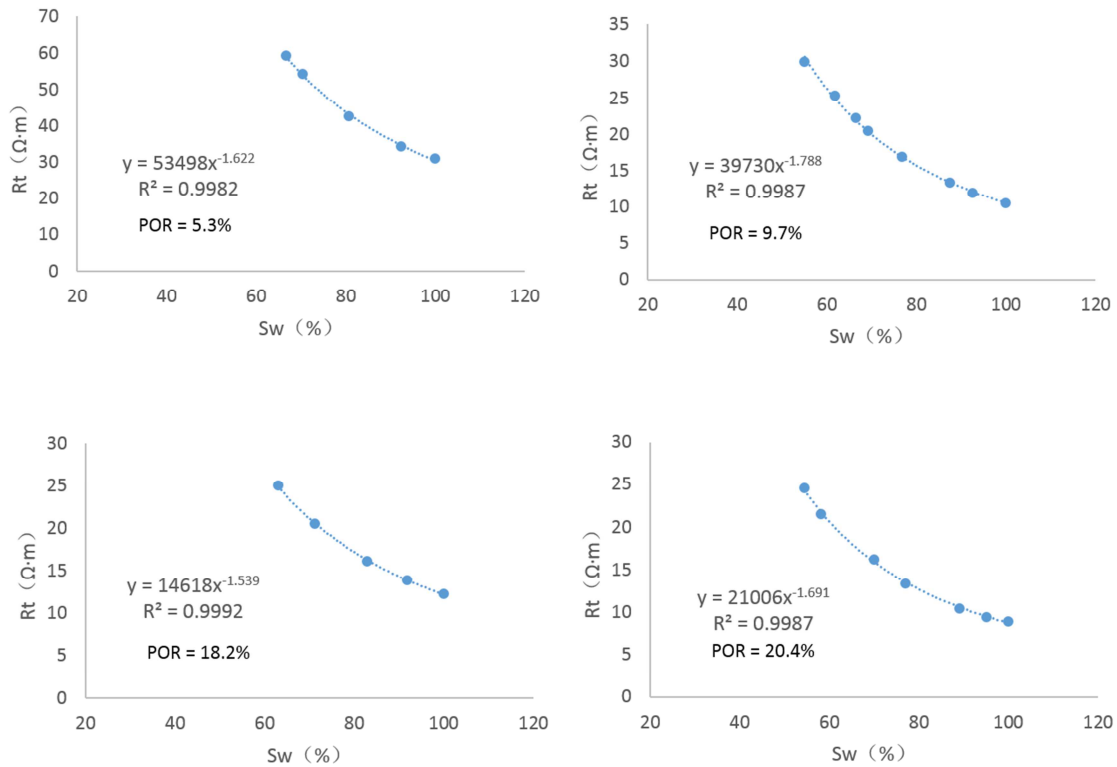 70
60
50
40
30
20
10
0
Rt（Ω·m）
y = 53498x^-1.622
R² = 0.9982
POR = 5.3%
20 40 60 80 100 120
Sw（%）
35
30
25
20
15
10
5
0
Rt（Ω·m）
y = 39730x^-1.788
R² = 0.9987
POR = 9.7%
20 40 60 80 100 120
Sw（%）
30
25
20
15
10
5
0
Rt（Ω·m）
y = 14618x^-1.539
R² = 0.9992
POR = 18.2%
20 40 60 80 100 120
Sw（%）
30
25
20
15
10
5
0
Rt（Ω·m）
y = 21006x^-1.691
R² = 0.9987
POR = 20.4%
20 40 60 80 100 120
Sw（%）